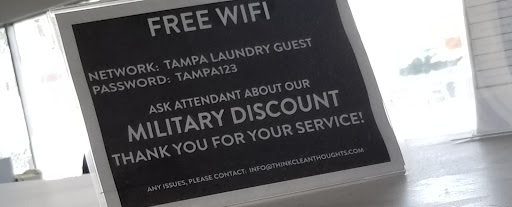 FREE WIFI
NETWORK: TAMPA LAUNDRY GUEST
PASSWORD: TAMPA123
ASK ATTENDANT ABOUT OUR
MILITARY DISCOUNT
THANK YOU FOR YOUR SERVICE!
ANY ISSUES, PLEASE CONTACT: INFO@THINKCLEANTHOUGHTS.COM